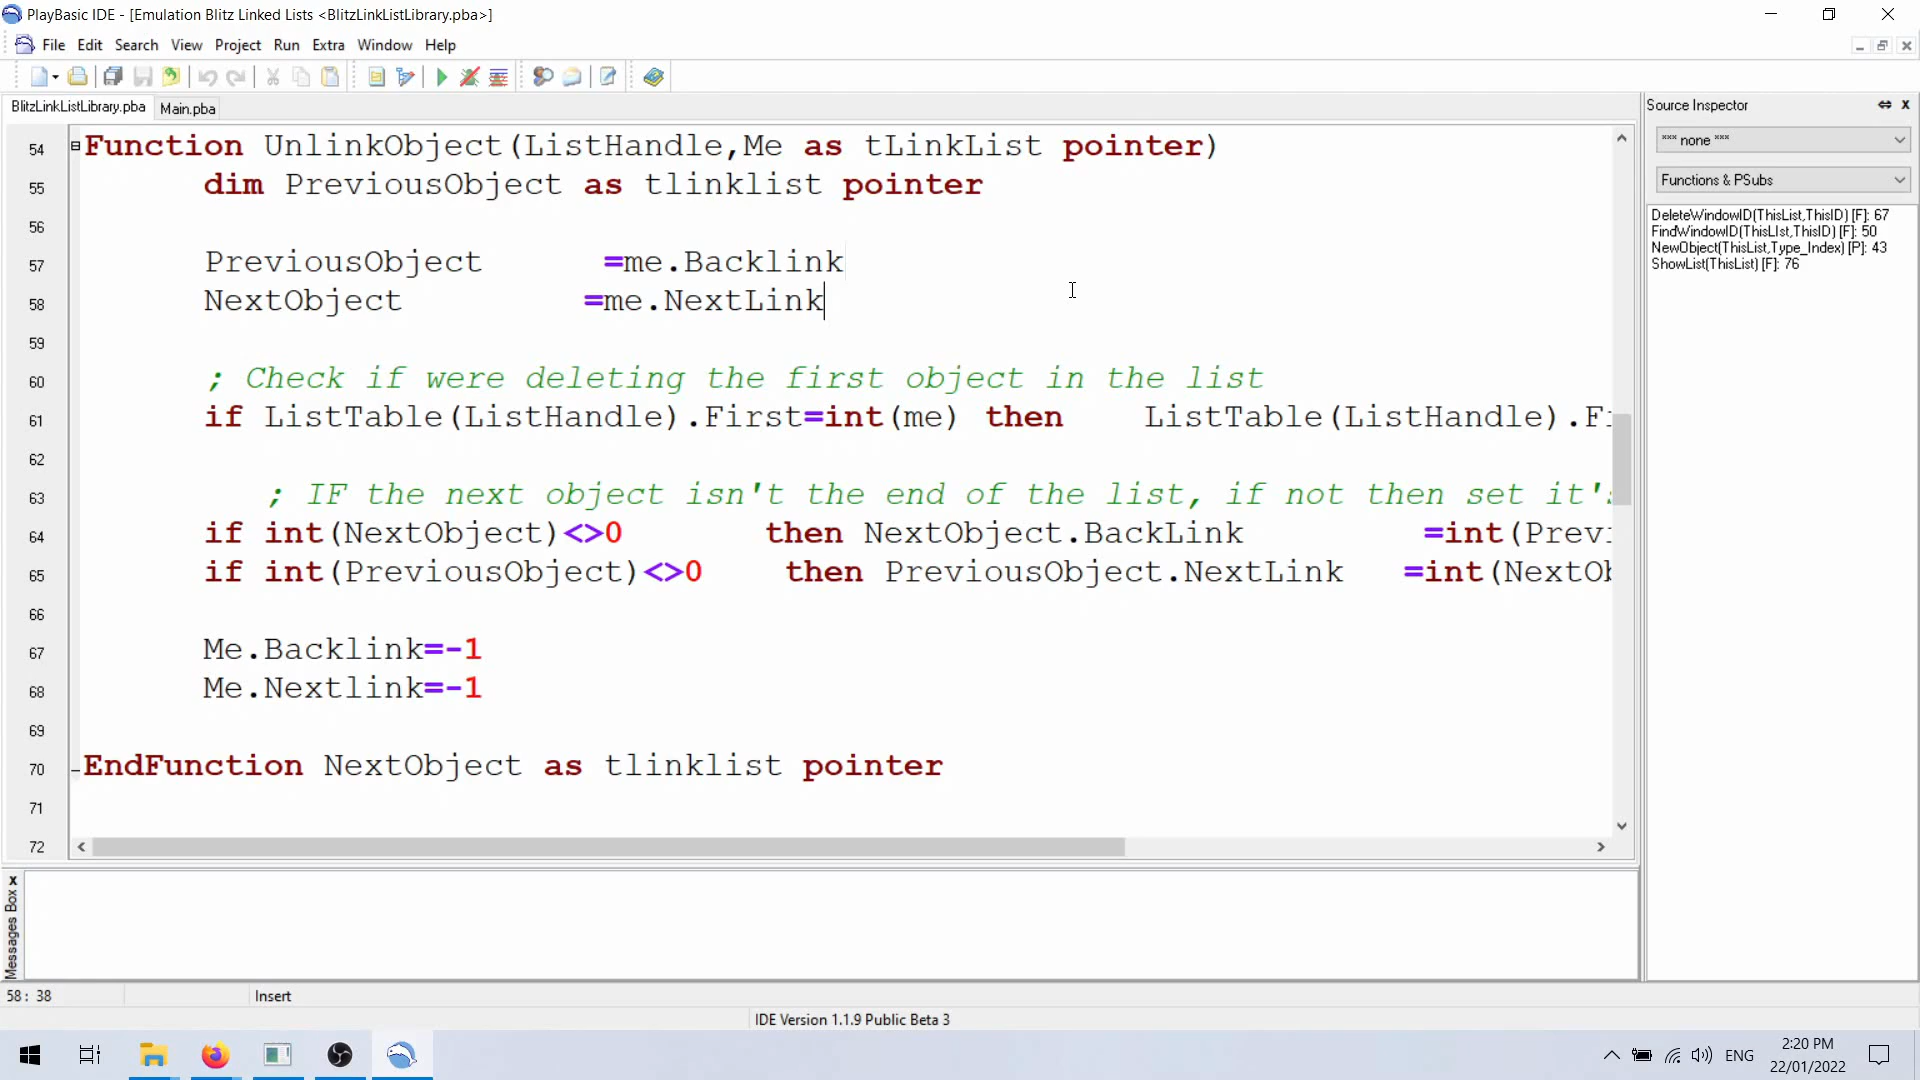 PlayBasic IDE - [Emulation Blitz Linked Lists <BlitzLinkListLibrary.pba>]
File Edit Search View Project Run Extra Window Help
BlitzLinkListLibrary.pba Main.pba
54 Function UnlinkObject(ListHandle,Me as tLinkList pointer)
55 dim PreviousObject as tlinklist pointer
56
57 PreviousObject =me.Backlink
58 NextObject =me.NextLink
59
60 ; Check if were deleting the first object in the list
61 if ListTable(ListHandle).First=int(me) then ListTable(ListHandle).Fi
62
63 ; IF the next object isn't the end of the list, if not then set it's
64 if int(NextObject)<>0 then NextObject.BackLink =int(Previ
65 if int(PreviousObject)<>0 then PreviousObject.NextLink =int(NextOb
66
67 Me.Backlink=-1
68 Me.Nextlink=-1
69
70 EndFunction NextObject as tlinklist pointer
71
72
Source Inspector
*** none ***
Functions & PSubs
DeleteWindowID(ThisList,ThisID) [F]: 67
FindWindowID(ThisLIst,ThisID) [F]: 50
NewObject(ThisList,Type_Index) [P]: 43
ShowList(ThisList) [F]: 76
Messages Box
58: 38 Insert
IDE Version 1.1.9 Public Beta 3
ENG
2:20 PM
22/01/2022